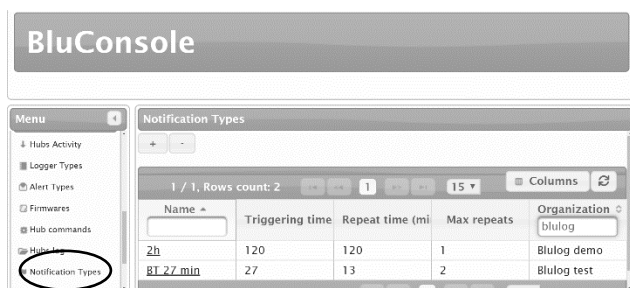 BluConsole
Menu
Hubs Activity
Logger Types
Alert Types
Firmwares
Hub commands
Hubs log
Notification Types
Notification Types
+ -
1 / 1, Rows count: 2 1 15 Columns
Name Triggering time Repeat time (mi Max repeats Organization
blulog
2h 120 120 1 Blulog demo
BT 27 min 27 13 2 Blulog test